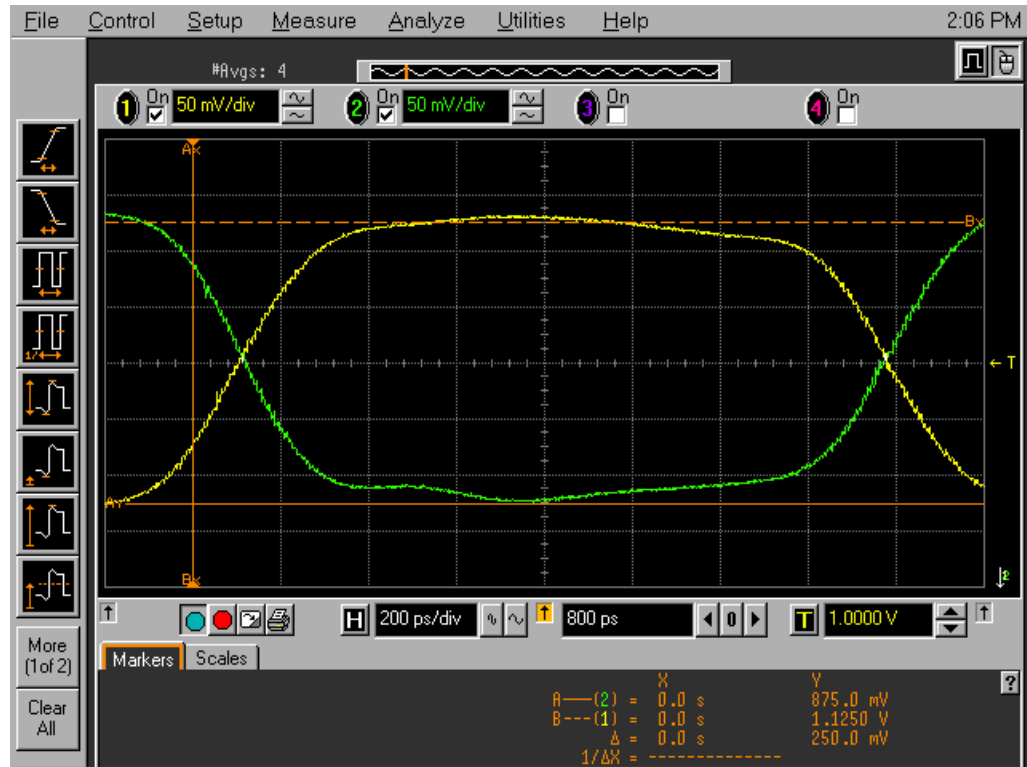 File Control Setup Measure Analyze Utilities Help 2:06 PM
#Avgs: 4
1 On 50 mV/div 2 On 50 mV/div 3 On 4 On
Ax
Bx
T
Ay
Bx
2
H 200 ps/div 800 ps 0 T 1.0000 V
More
(1of 2)
Clear
All
Markers Scales
?
X Y
A——(2) = 0.0 s 875.0 mV
B---(1) = 0.0 s 1.1250 V
Δ = 0.0 s 250.0 mV
1/ΔX = --------------
1/